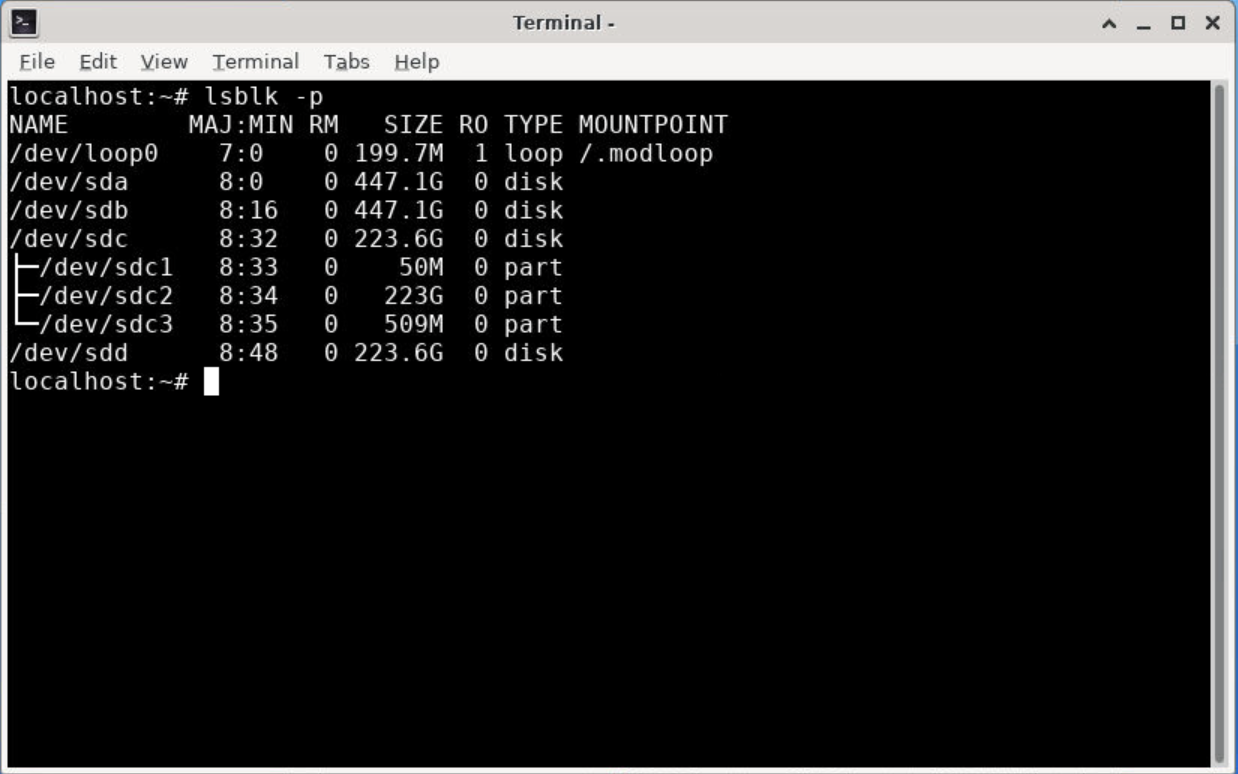 Terminal -
File Edit View Terminal Tabs Help
localhost:~# lsblk -p
NAME        MAJ:MIN RM   SIZE RO TYPE MOUNTPOINT
/dev/loop0    7:0    0 199.7M  1 loop /.modloop
/dev/sda      8:0    0 447.1G  0 disk
/dev/sdb      8:16   0 447.1G  0 disk
/dev/sdc      8:32   0 223.6G  0 disk
├─/dev/sdc1   8:33   0    50M  0 part
├─/dev/sdc2   8:34   0   223G  0 part
└─/dev/sdc3   8:35   0   509M  0 part
/dev/sdd      8:48   0 223.6G  0 disk
localhost:~#